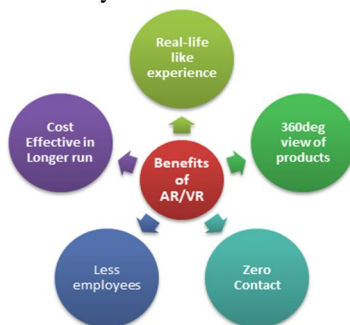 Real-life
like
experience
Cost
Effective in
Longer run
360deg
view of
products
Benefits
of
AR/VR
Less
employees
Zero
Contact